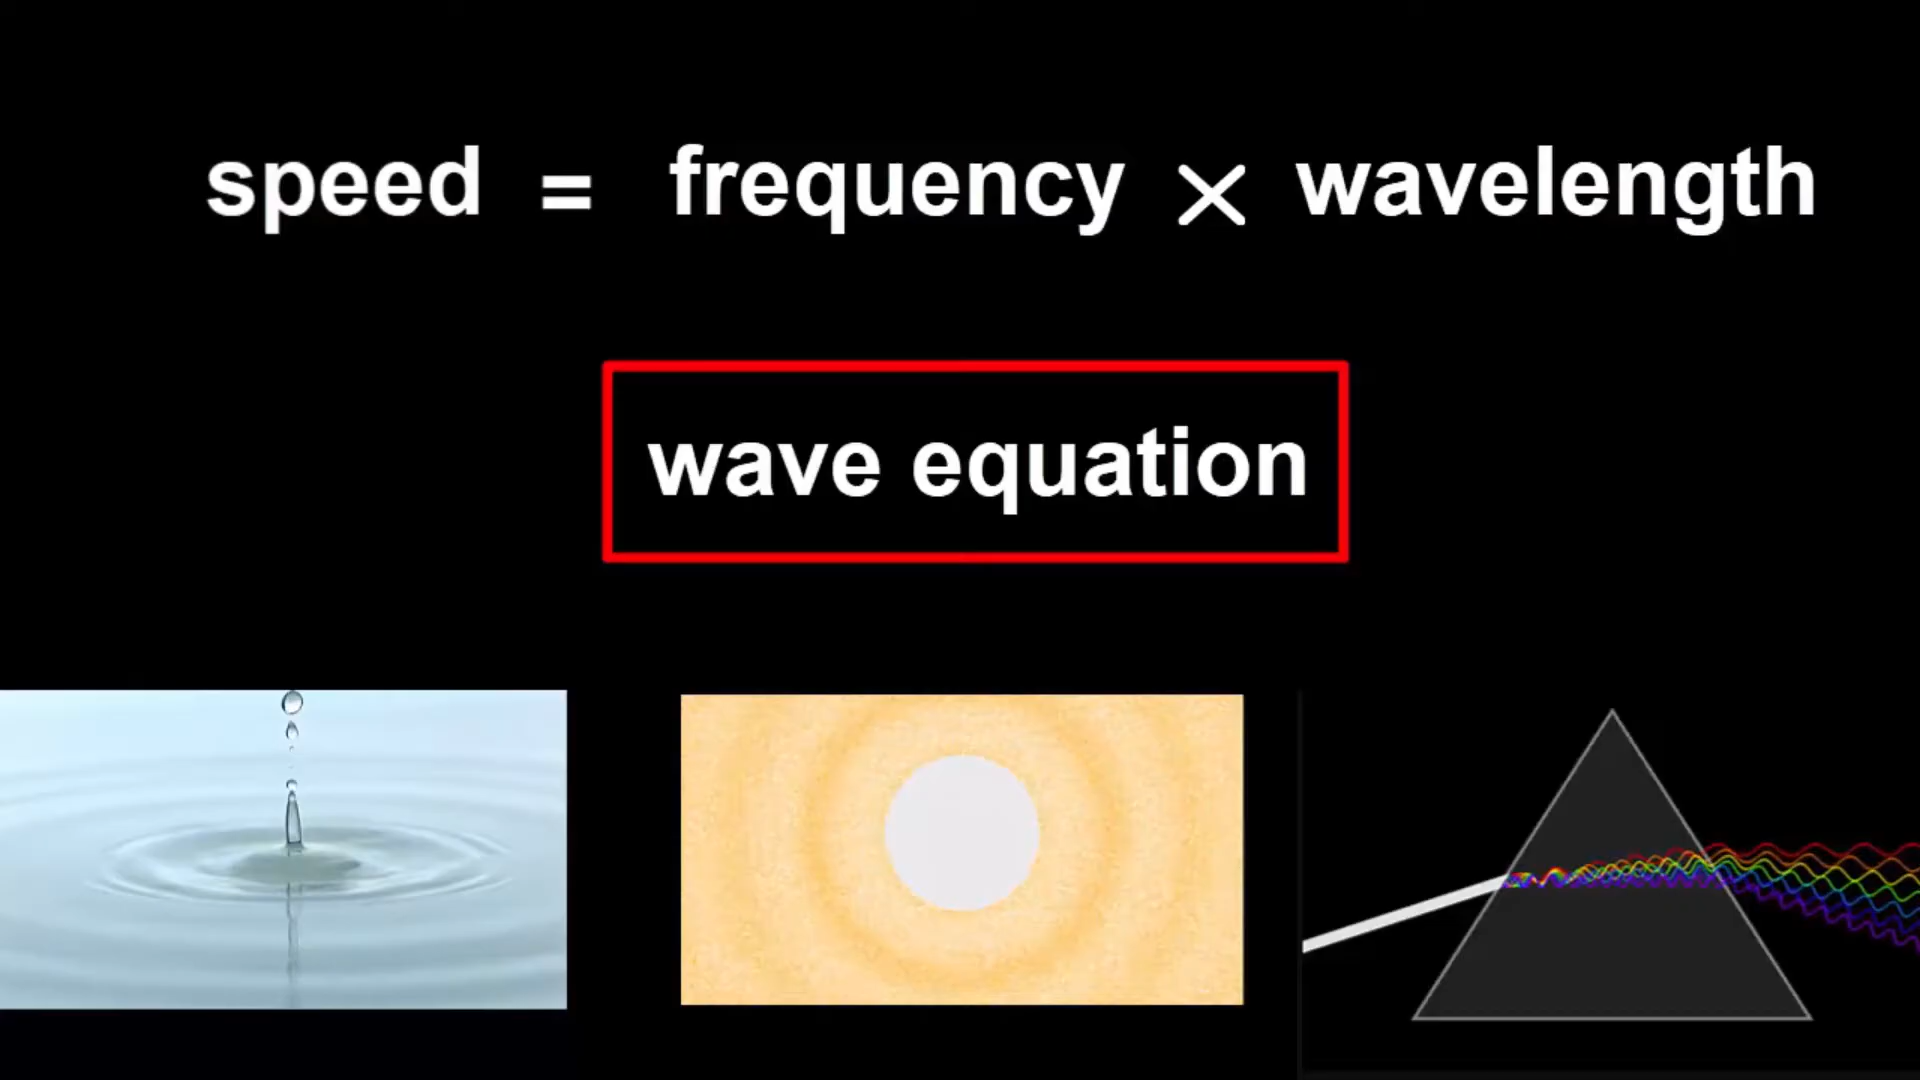 speed = frequency × wavelength
wave equation